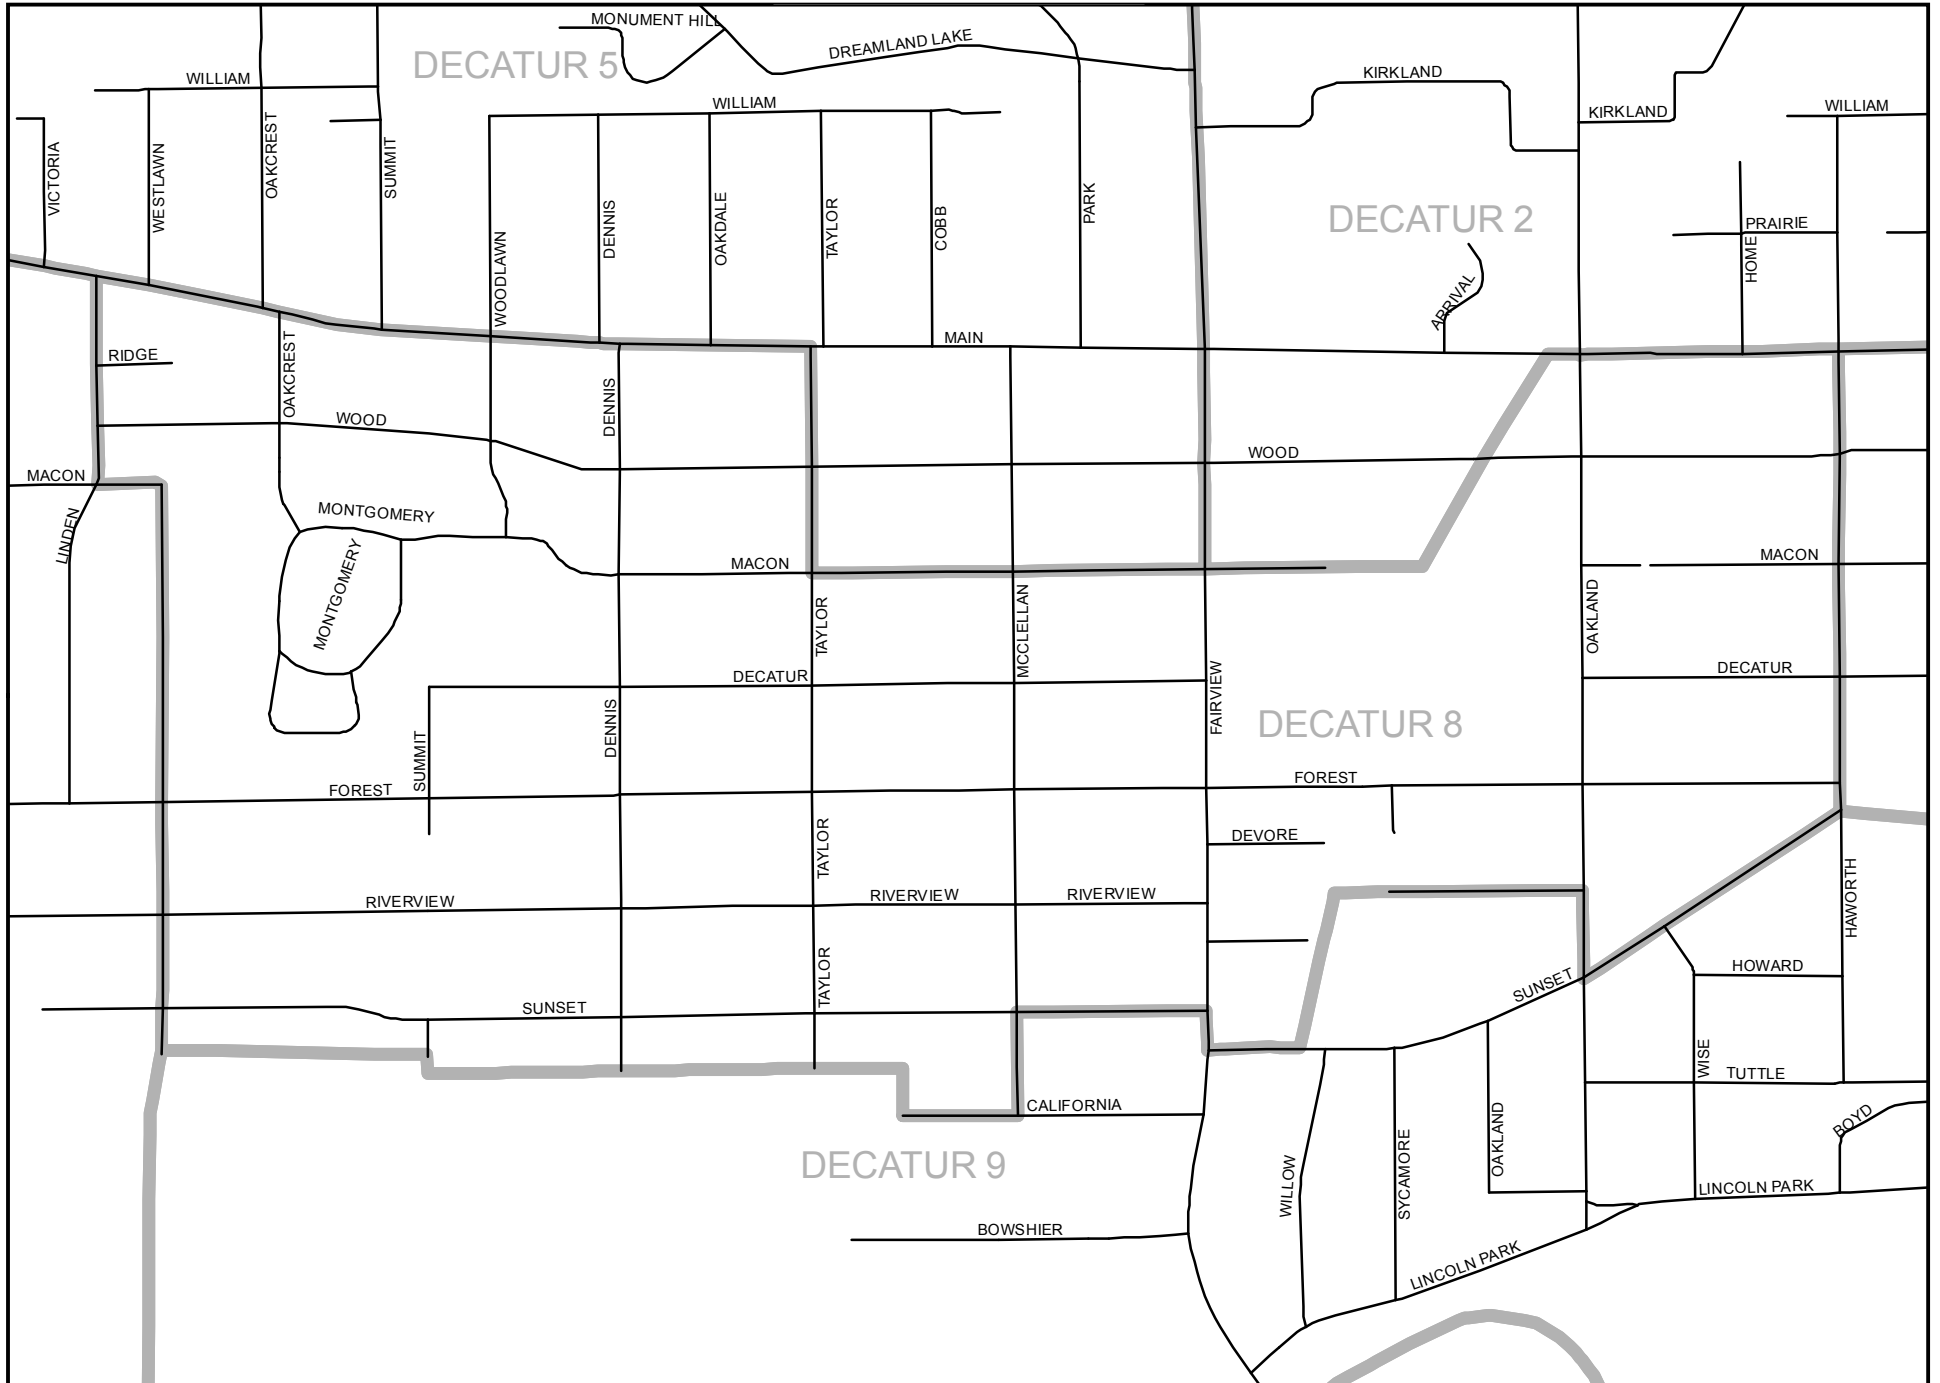 MONUMENT HILL
DREAMLAND LAKE
DECATUR 5
WILLIAM
KIRKLAND
WILLIAM
KIRKLAND
WILLIAM
VICTORIA
WESTLAWN
OAKCREST
SUMMIT
WOODLAWN
DENNIS
OAKDALE
TAYLOR
COBB
PARK
DECATUR 2
PRAIRIE
HOME
ARRIVAL
MAIN
RIDGE
OAKCREST
DENNIS
WOOD
WOOD
MACON
LINDEN
MONTGOMERY
MONTGOMERY
MACON
MACON
TAYLOR
MCCLELLAN
OAKLAND
DECATUR
DECATUR
FAIRVIEW
DECATUR 8
SUMMIT
DENNIS
FOREST
FOREST
DEVORE
TAYLOR
HAWORTH
RIVERVIEW
RIVERVIEW
RIVERVIEW
TAYLOR
SUNSET
SUNSET
HOWARD
WISE
TUTTLE
CALIFORNIA
BOYD
DECATUR 9
WILLOW
SYCAMORE
OAKLAND
LINCOLN PARK
BOWSHIER
LINCOLN PARK